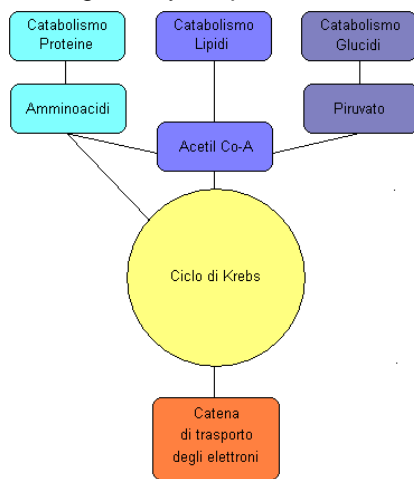 Catabolismo
Proteine
Catabolismo
Lipidi
Catabolismo
Glucidi
Amminoacidi
Piruvato
Acetil Co-A
Ciclo di Krebs
Catena
di trasporto
degli elettroni